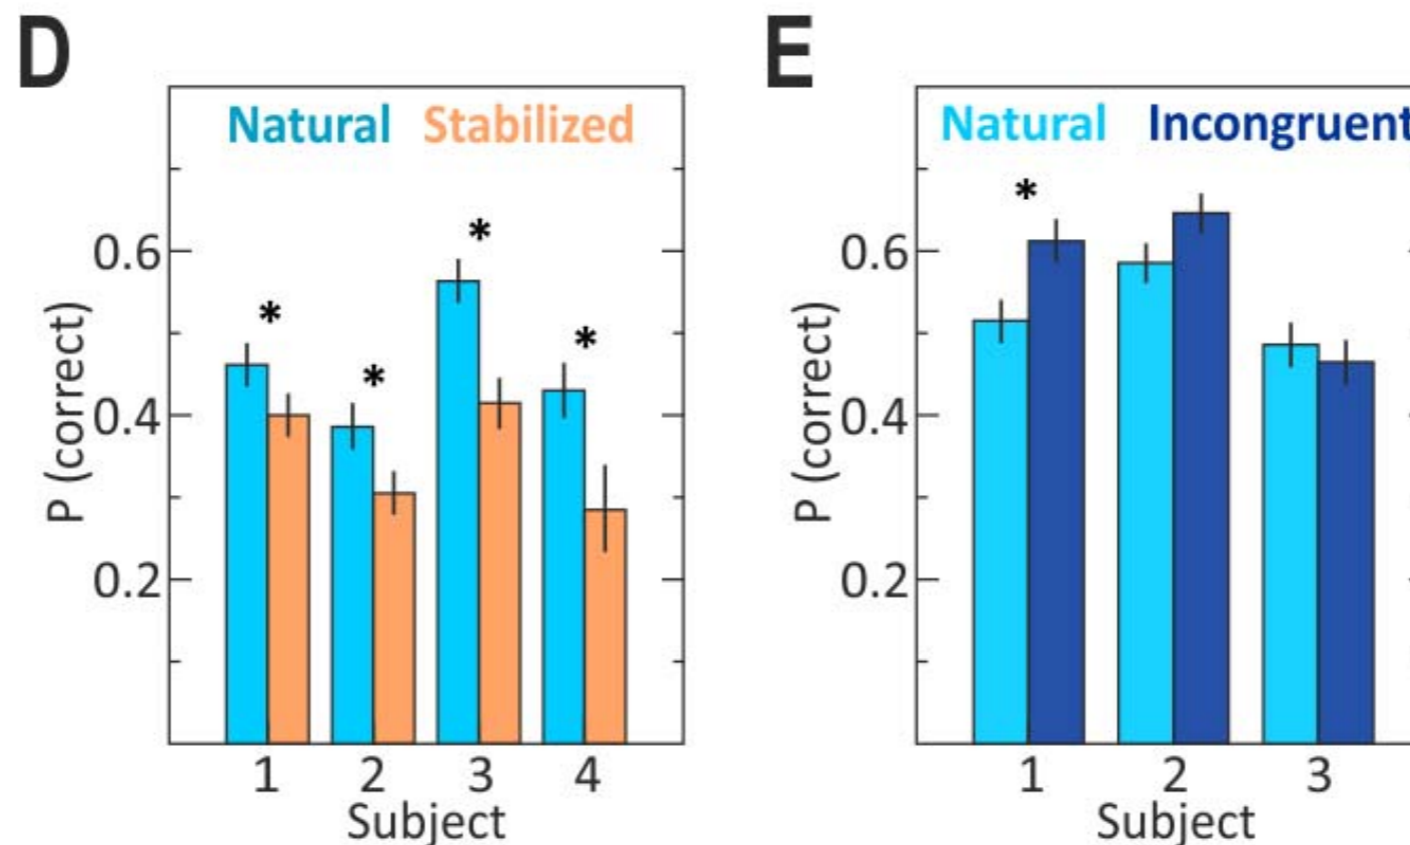 D
Natural Stabilized
*
*
*
*
0.6
0.4
0.2
P (correct)
1 2 3 4
Subject
E
Natural Incongruent
*
0.6
0.4
0.2
P (correct)
1 2 3
Subject